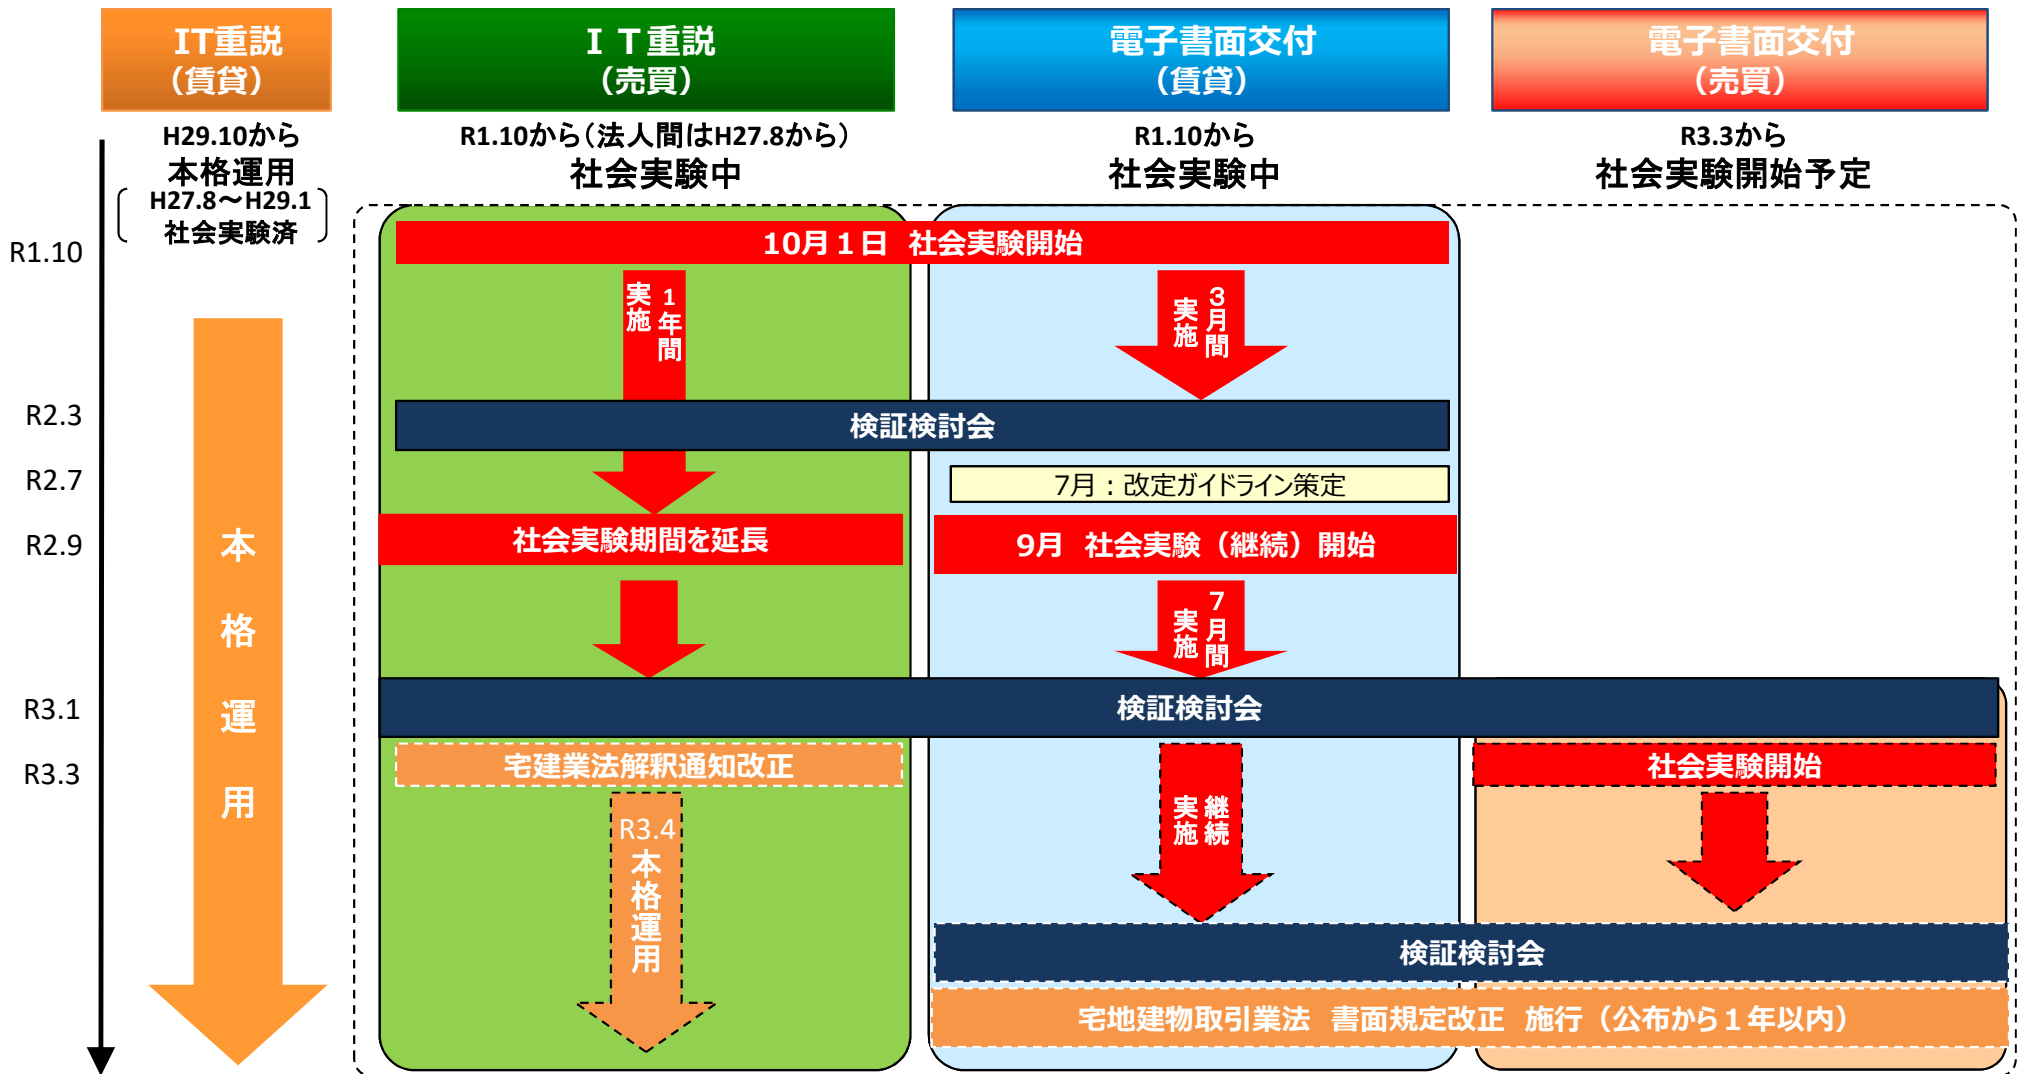 IT重説
（賃貸）
ＩＴ重説
（売買）
電子書面交付
（賃貸）
電子書面交付
（売買）
H29.10から
本格運用
H27.8～H29.1
社会実験済
R1.10から（法人間はH27.8から）
社会実験中
R1.10から
社会実験中
R3.3から
社会実験開始予定
R1.10
10月１日 社会実験開始
1年間
実施
３月間
実施
R2.3
検証検討会
R2.7
7月：改定ガイドライン策定
R2.9
社会実験期間を延長
9月 社会実験（継続）開始
７月間
実施
本格運用
R3.1
検証検討会
R3.3
宅建業法解釈通知改正
社会実験開始
R3.4
本格運用
継続
実施
検証検討会
宅地建物取引業法 書面規定改正 施行（公布から１年以内）